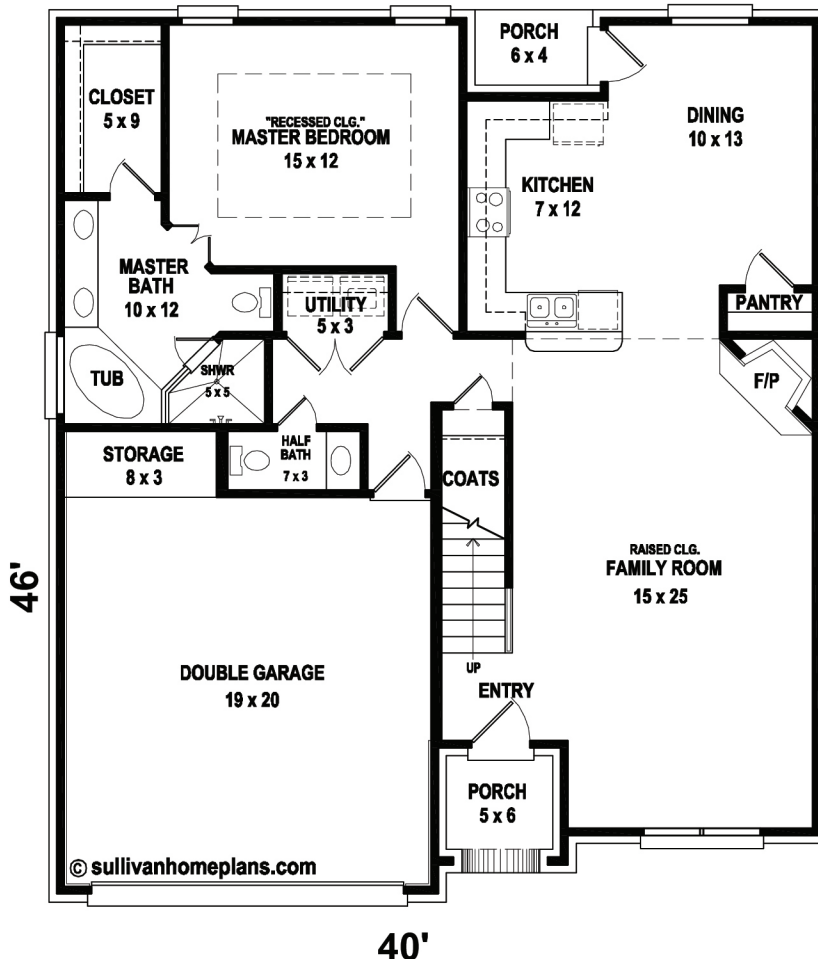 PORCH
6 x 4
CLOSET
5 x 9
"RECESSED CLG."
MASTER BEDROOM
15 x 12
DINING
10 x 13
KITCHEN
7 x 12
MASTER
BATH
10 x 12
UTILITY
5 x 3
PANTRY
TUB
SHWR
5 x 5
F/P
STORAGE
8 x 3
HALF
BATH
7 x 3
COATS
RAISED CLG.
FAMILY ROOM
15 x 25
46'
DOUBLE GARAGE
19 x 20
UP
ENTRY
PORCH
5 x 6
© sullivanhomeplans.com
40'